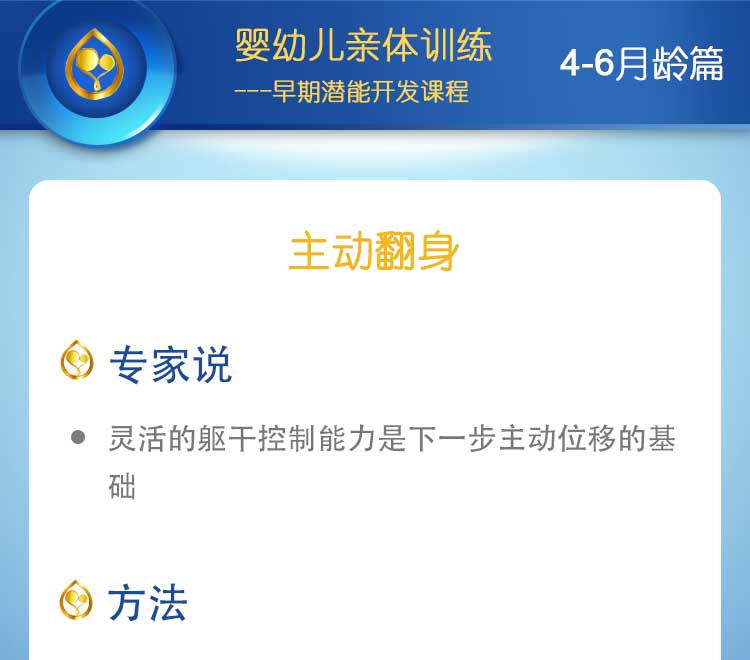 婴幼儿亲体训练
---早期潜能开发课程
4-6月龄篇
主动翻身
专家说
● 灵活的躯干控制能力是下一步主动位移的基
础
方法